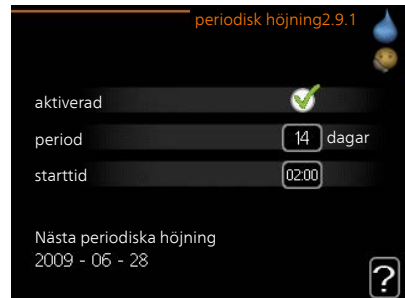 periodisk höjning2.9.1
aktiverad
period 14 dagar
starttid 02:00
Nästa periodiska höjning
2009 - 06 - 28
?